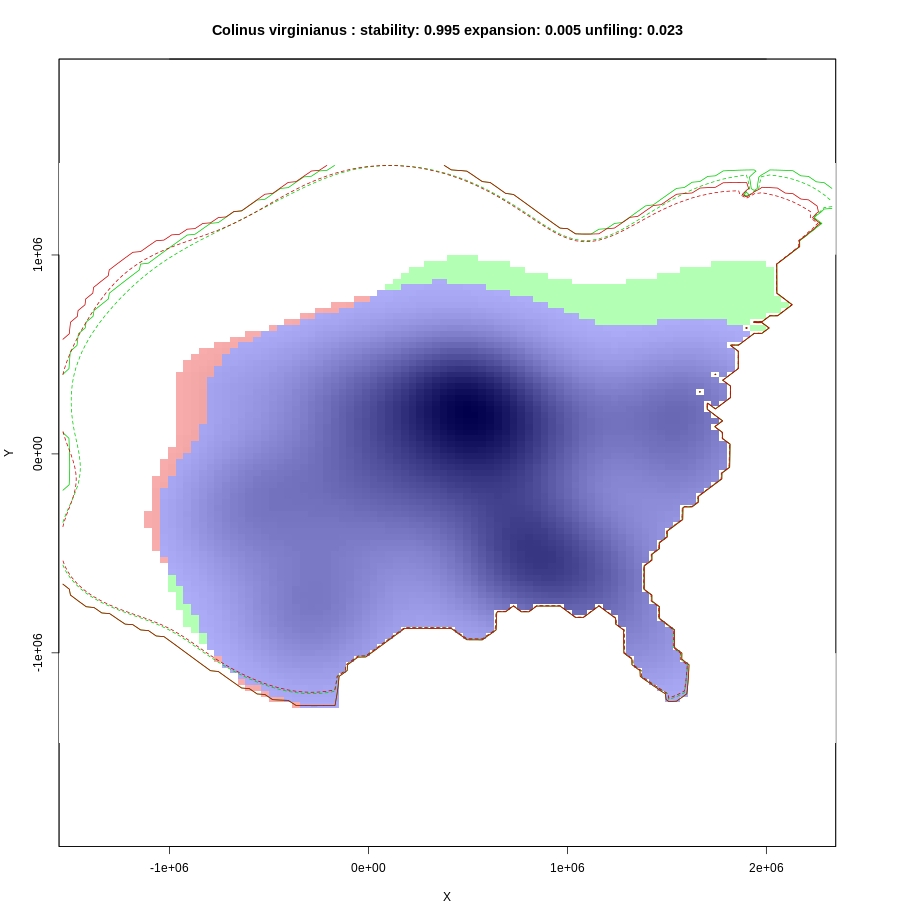 Colinus virginianus : stability: 0.995 expansion: 0.005 unfiling: 0.023
1e+06
0e+00
-1e+06
Y
-1e+06 0e+00 1e+06 2e+06
X